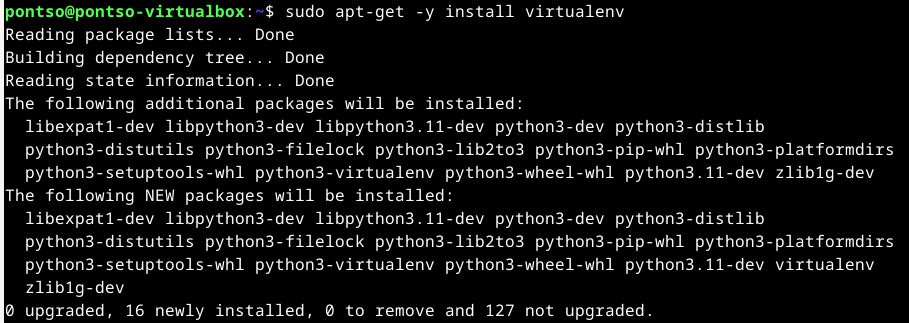 pontso@pontso-virtualbox:~$ sudo apt-get -y install virtualenv
Reading package lists... Done
Building dependency tree... Done
Reading state information... Done
The following additional packages will be installed:
  libexpat1-dev libpython3-dev libpython3.11-dev python3-dev python3-distlib
  python3-distutils python3-filelock python3-lib2to3 python3-pip-whl python3-platformdirs
  python3-setuptools-whl python3-virtualenv python3-wheel-whl python3.11-dev zlib1g-dev
The following NEW packages will be installed:
  libexpat1-dev libpython3-dev libpython3.11-dev python3-dev python3-distlib
  python3-distutils python3-filelock python3-lib2to3 python3-pip-whl python3-platformdirs
  python3-setuptools-whl python3-virtualenv python3-wheel-whl python3.11-dev virtualenv
  zlib1g-dev
0 upgraded, 16 newly installed, 0 to remove and 127 not upgraded.